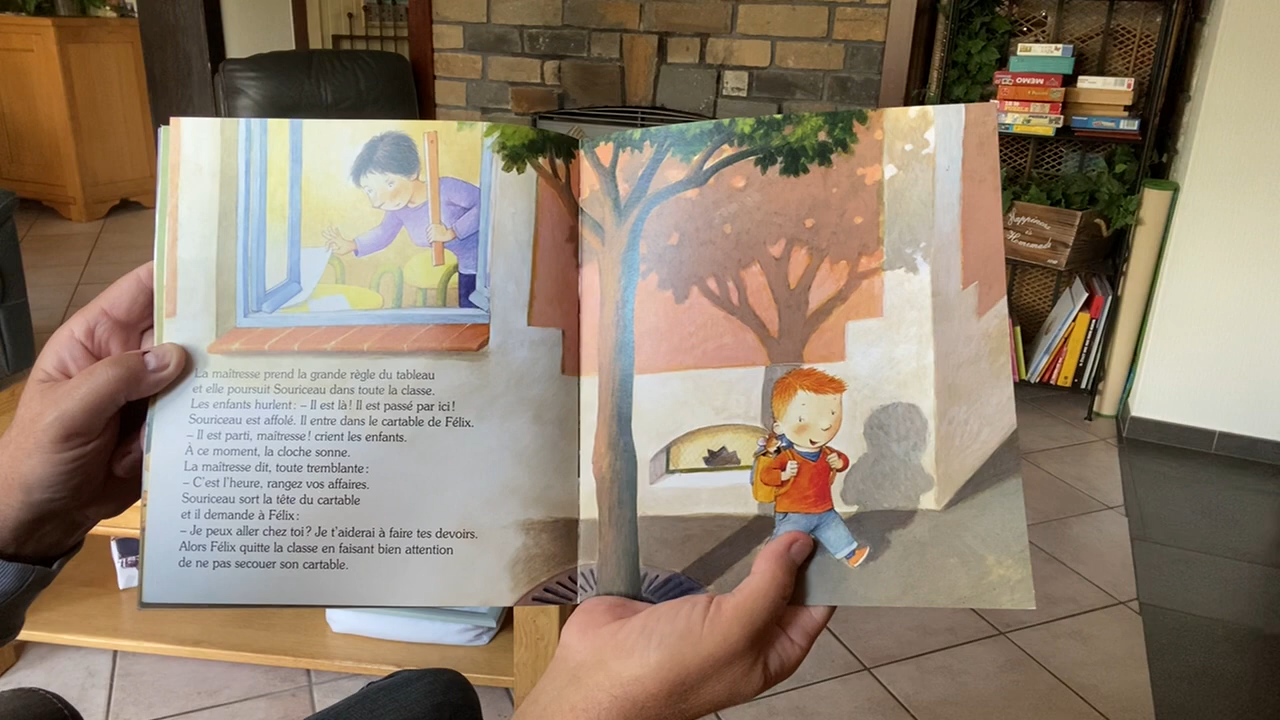 La maîtresse prend la grande règle du tableau
et elle poursuit Souriceau dans toute la classe.
Les enfants hurlent : – Il est là ! Il est passé par ici !
Souriceau est affolé. Il entre dans le cartable de Félix.
– Il est parti, maîtresse ! crient les enfants.
À ce moment, la cloche sonne.
La maîtresse dit, toute tremblante :
– C'est l'heure, rangez vos affaires.
Souriceau sort la tête du cartable
et il demande à Félix :
– Je peux aller chez toi ? Je t'aiderai à faire tes devoirs.
Alors Félix quitte la classe en faisant bien attention
de ne pas secouer son cartable.
MEMO
Happiness
is
Homemade